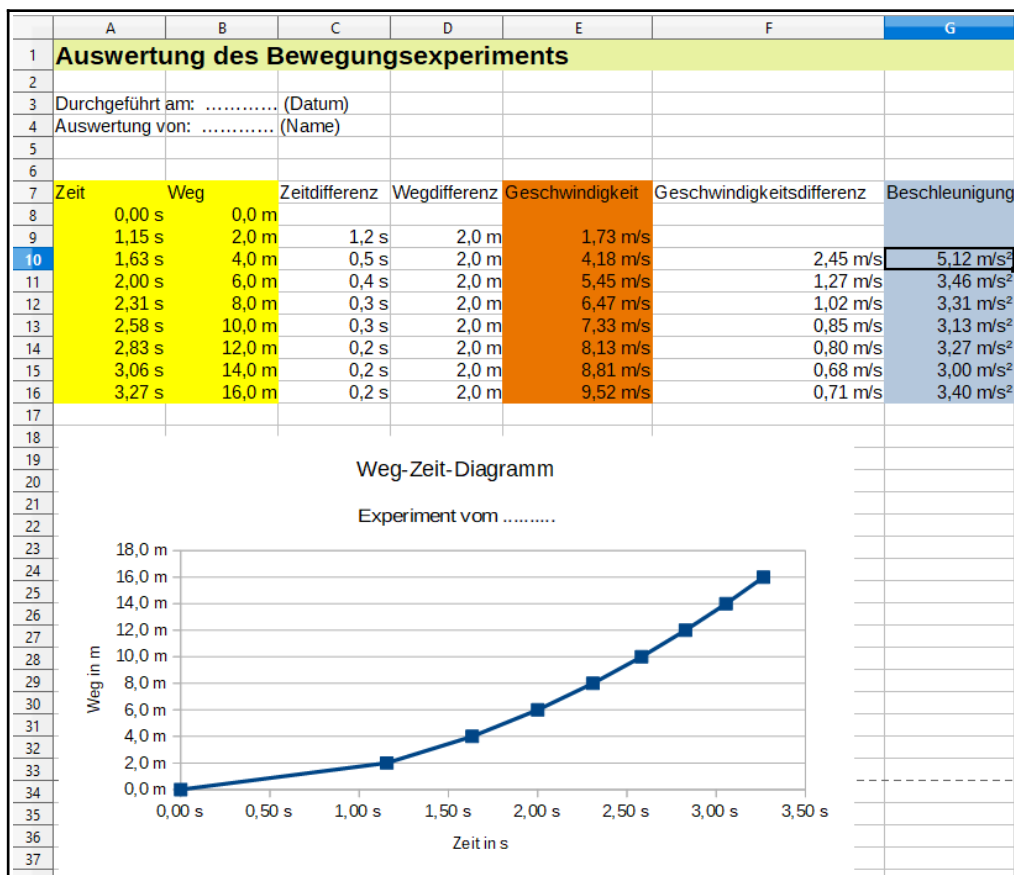 A B C D E F G
1 Auswertung des Bewegungsexperiments
2
3 Durchgeführt am: ………… (Datum)
4 Auswertung von: ………… (Name)
5
6
7 Zeit Weg Zeitdifferenz Wegdifferenz Geschwindigkeit Geschwindigkeitsdifferenz Beschleunigung
8 0,00 s 0,0 m
9 1,15 s 2,0 m 1,2 s 2,0 m 1,73 m/s
10 1,63 s 4,0 m 0,5 s 2,0 m 4,18 m/s 2,45 m/s 5,12 m/s²
11 2,00 s 6,0 m 0,4 s 2,0 m 5,45 m/s 1,27 m/s 3,46 m/s²
12 2,31 s 8,0 m 0,3 s 2,0 m 6,47 m/s 1,02 m/s 3,31 m/s²
13 2,58 s 10,0 m 0,3 s 2,0 m 7,33 m/s 0,85 m/s 3,13 m/s²
14 2,83 s 12,0 m 0,2 s 2,0 m 8,13 m/s 0,80 m/s 3,27 m/s²
15 3,06 s 14,0 m 0,2 s 2,0 m 8,81 m/s 0,68 m/s 3,00 m/s²
16 3,27 s 16,0 m 0,2 s 2,0 m 9,52 m/s 0,71 m/s 3,40 m/s²
17
18
19
Weg-Zeit-Diagramm
20
21
Experiment vom ..........
22
23
18,0 m
24
16,0 m
25
14,0 m
26
12,0 m
27
10,0 m
28
8,0 m
29
Weg in m
30
6,0 m
31
4,0 m
32
2,0 m
33
0,0 m
34
0,00 s 0,50 s 1,00 s 1,50 s 2,00 s 2,50 s 3,00 s 3,50 s
35
36
Zeit in s
37